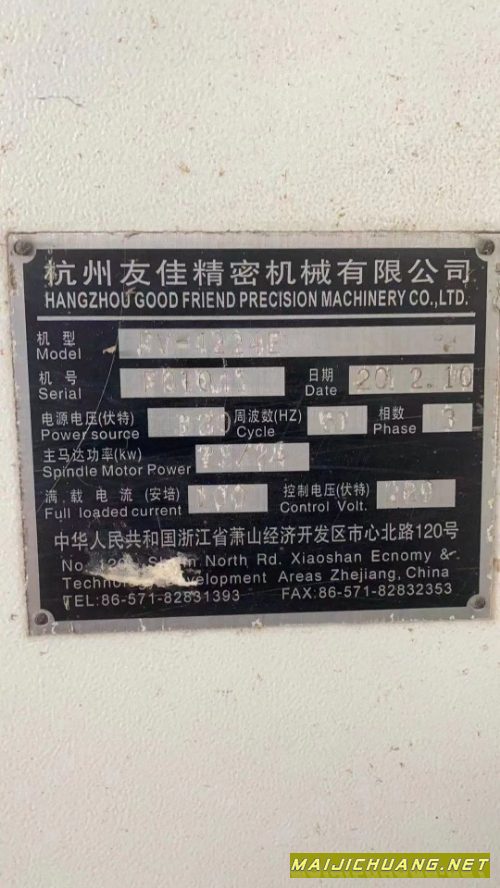 杭州友佳精密机械有限公司
HANGZHOU GOOD FRIEND PRECISION MACHINERY CO.,LTD.
机型
Model
机号 日期
Serial Date 2012.10
电源电压(伏特) 周波数(HZ) 相数
Power source Cycle Phase 3
主马达功率(kw)
Spindle Motor Power
满载电流(安培) 控制电压(伏特)
Full loaded current Control Volt. 220
中华人民共和国浙江省萧山经济开发区市心北路120号
No. North Rd. Xiaoshan Ecnomy &
Development Areas Zhejiang, China
TEL:86-571-82831393 FAX:86-571-82832353
MAIJICHUANG.NET